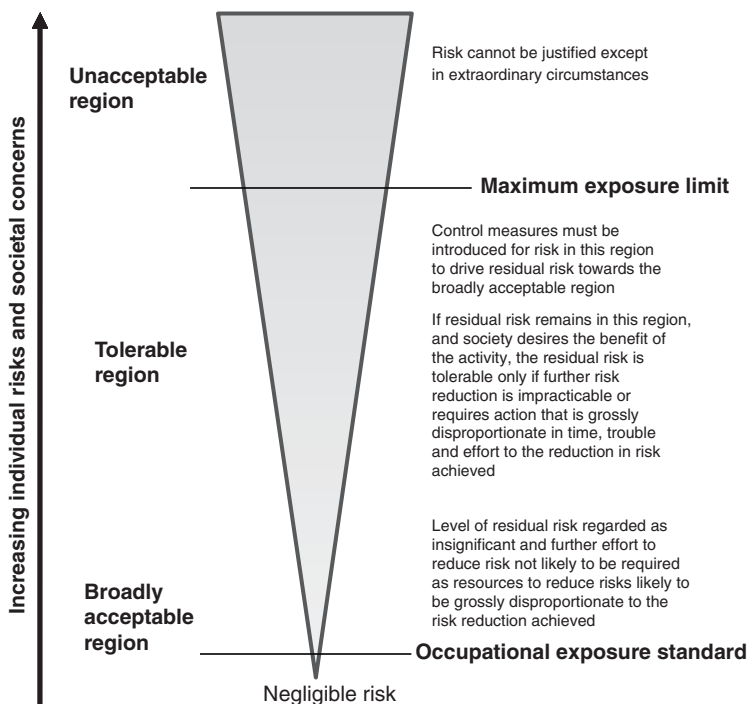 Increasing individual risks and societal concerns
Unacceptable
region
Risk cannot be justified except
in extraordinary circumstances
Maximum exposure limit
Control measures must be
introduced for risk in this region
to drive residual risk towards the
broadly acceptable region
Tolerable
region
If residual risk remains in this region,
and society desires the benefit of
the activity, the residual risk is
tolerable only if further risk
reduction is impracticable or
requires action that is grossly
disproportionate in time, trouble
and effort to the reduction in risk
achieved
Broadly
acceptable
region
Level of residual risk regarded as
insignificant and further effort to
reduce risk not likely to be required
as resources to reduce risks likely to
be grossly disproportionate to the
risk reduction achieved
Occupational exposure standard
Negligible risk